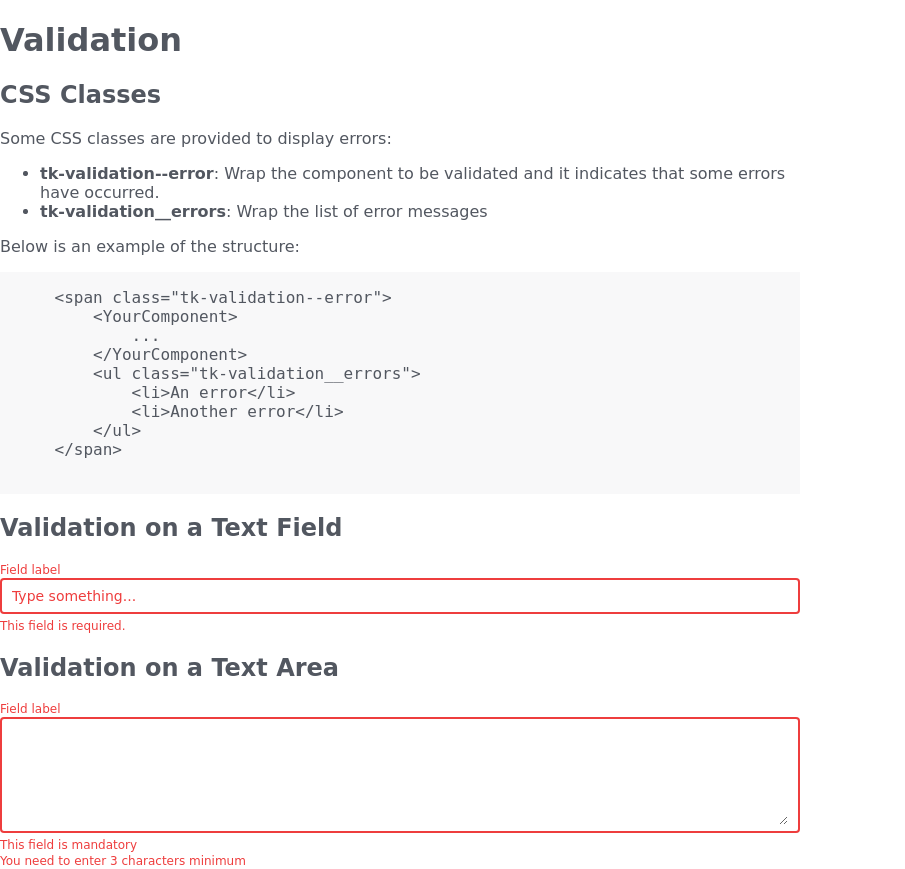 Validation
CSS Classes
Some CSS classes are provided to display errors:
• tk-validation--error: Wrap the component to be validated and it indicates that some errors
have occurred.
• tk-validation__errors: Wrap the list of error messages
Below is an example of the structure:
<span class="tk-validation--error">
    <YourComponent>
        ...
    </YourComponent>
    <ul class="tk-validation__errors">
        <li>An error</li>
        <li>Another error</li>
    </ul>
</span>
Validation on a Text Field
Field label
Type something...
This field is required.
Validation on a Text Area
Field label
This field is mandatory
You need to enter 3 characters minimum